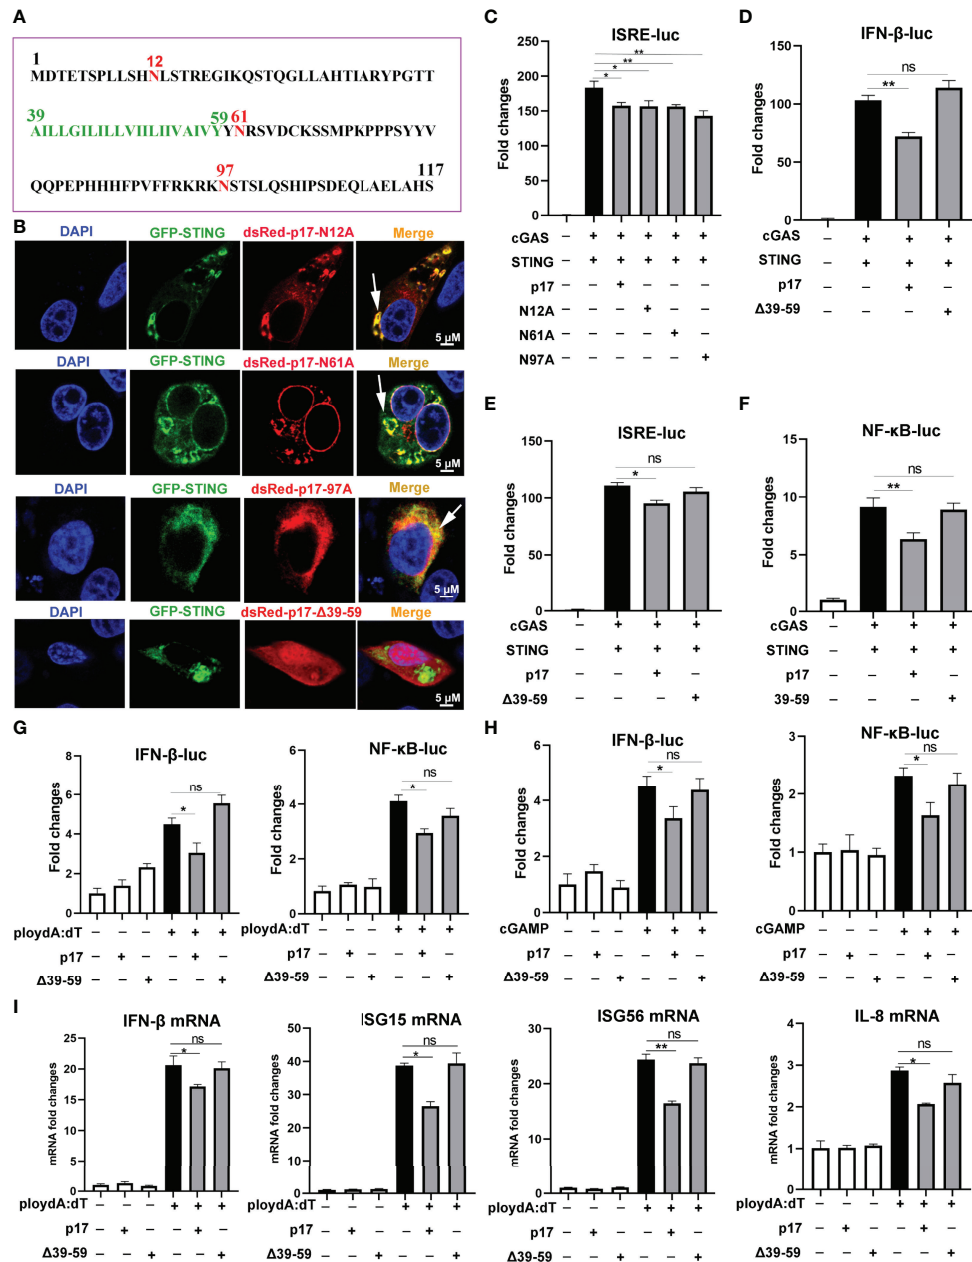 A
1 12
MDTETSPLLSHNLSTREGIKQSTQGLLAHTIARYPGTT
39 59 61
AILLGILILLVIILIIVAIVYYNRSVDCKSSMPKPPPSYYV
97 117
QQPEPHHHFPVFFRKRKNSTSLQSHIPSDEQLAELAHS
B
DAPI GFP-STING dsRed-p17-N12A Merge
5 µM
DAPI GFP-STING dsRed-p17-N61A Merge
5 µM
DAPI GFP-STING dsRed-p17-97A Merge
5 µM
DAPI GFP-STING dsRed-p17-Δ39-59 Merge
5 µM
C
ISRE-luc
Fold changes
250
200
150
100
50
0
* * ** **
cGAS – + + + + +
STING – + + + + +
p17 – – + – – –
N12A – – – + – –
N61A – – – – + –
N97A – – – – – +
D
IFN-β-luc
Fold changes
150
100
50
0
ns
**
cGAS – + + +
STING – + + +
p17 – – + –
Δ39-59 – – – +
E
ISRE-luc
Fold changes
150
100
50
0
ns
*
cGAS – + + +
STING – + + +
p17 – – + –
Δ39-59 – – – +
F
NF-κB-luc
Fold changes
15
10
5
0
ns
**
cGAS – + + +
STING – + + +
p17 – – + –
39-59 – – – +
G
IFN-β-luc
Fold changes
8
6
4
2
0
ns
*
ploydA:dT – – – + + +
p17 – + – – + –
Δ39-59 – – + – – +
NF-κB-luc
Fold changes
6
4
2
0
ns
*
ploydA:dT – – – + + +
p17 – + – – + –
Δ39-59 – – + – – +
H
IFN-β-luc
Fold changes
6
4
2
0
ns
*
cGAMP – – – + + +
p17 – + – – + –
Δ39-59 – – + – – +
NF-κB-luc
Fold changes
3
2
1
0
ns
*
cGAMP – – – + + +
p17 – + – – + –
Δ39-59 – – + – – +
I
IFN-β mRNA
mRNA fold changes
25
20
15
10
5
0
ns
*
ploydA:dT – – – + + +
p17 – + – – + –
Δ39-59 – – + – – +
ISG15 mRNA
mRNA fold changes
50
40
30
20
10
0
ns
*
ploydA:dT – – – + + +
p17 – + – – + –
Δ39-59 – – + – – +
ISG56 mRNA
mRNA fold changes
30
20
10
0
ns
**
ploydA:dT – – – + + +
p17 – + – – + –
Δ39-59 – – + – – +
IL-8 mRNA
mRNA fold changes
4
3
2
1
0
ns
*
ploydA:dT – – – + + +
p17 – + – – + –
Δ39-59 – – + – – +